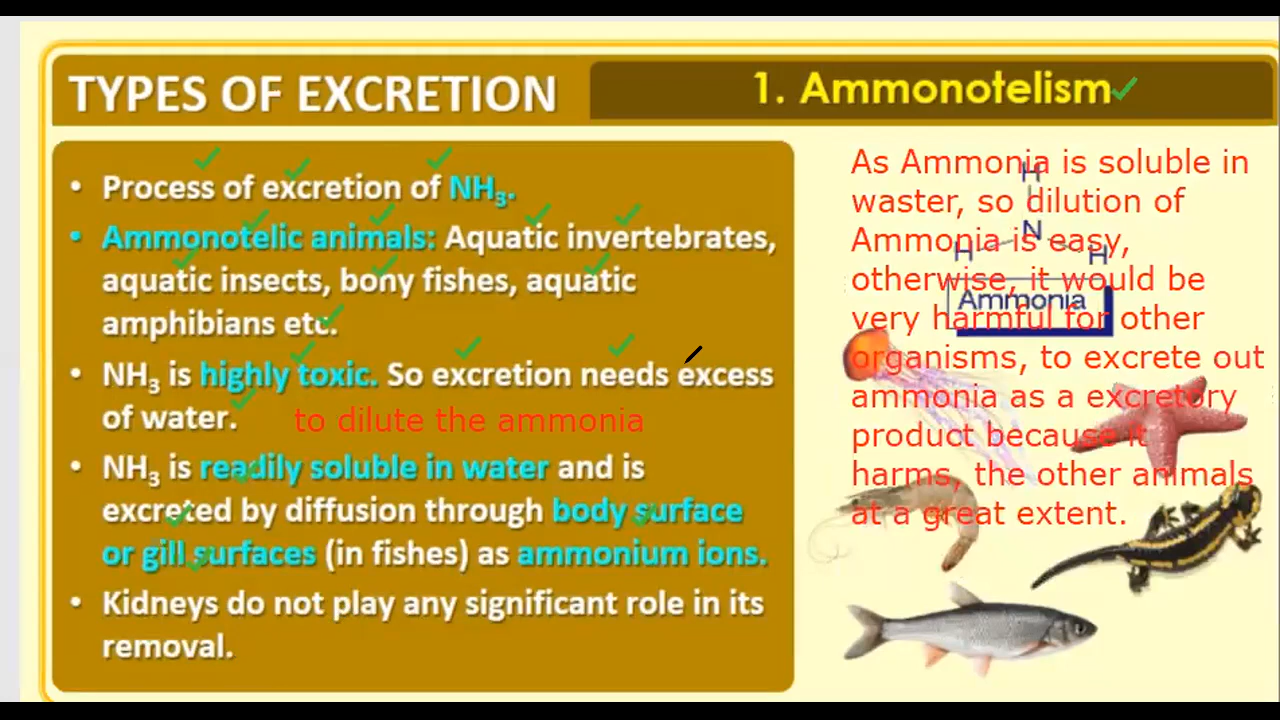 TYPES OF EXCRETION
1. Ammonotelism
• Process of excretion of NH₃.
• Ammonotelic animals: Aquatic invertebrates,
aquatic insects, bony fishes, aquatic
amphibians etc.
• NH₃ is highly toxic. So excretion needs excess
of water.
to dilute the ammonia
• NH₃ is readily soluble in water and is
excreted by diffusion through body surface
or gill surfaces (in fishes) as ammonium ions.
• Kidneys do not play any significant role in its
removal.
As Ammonia is soluble in
waster, so dilution of
Ammonia is easy,
otherwise, it would be
very harmful for other
organisms, to excrete out
ammonia as a excretory
product because it
harms, the other animals
at a great extent.
H
N
H
H
Ammonia